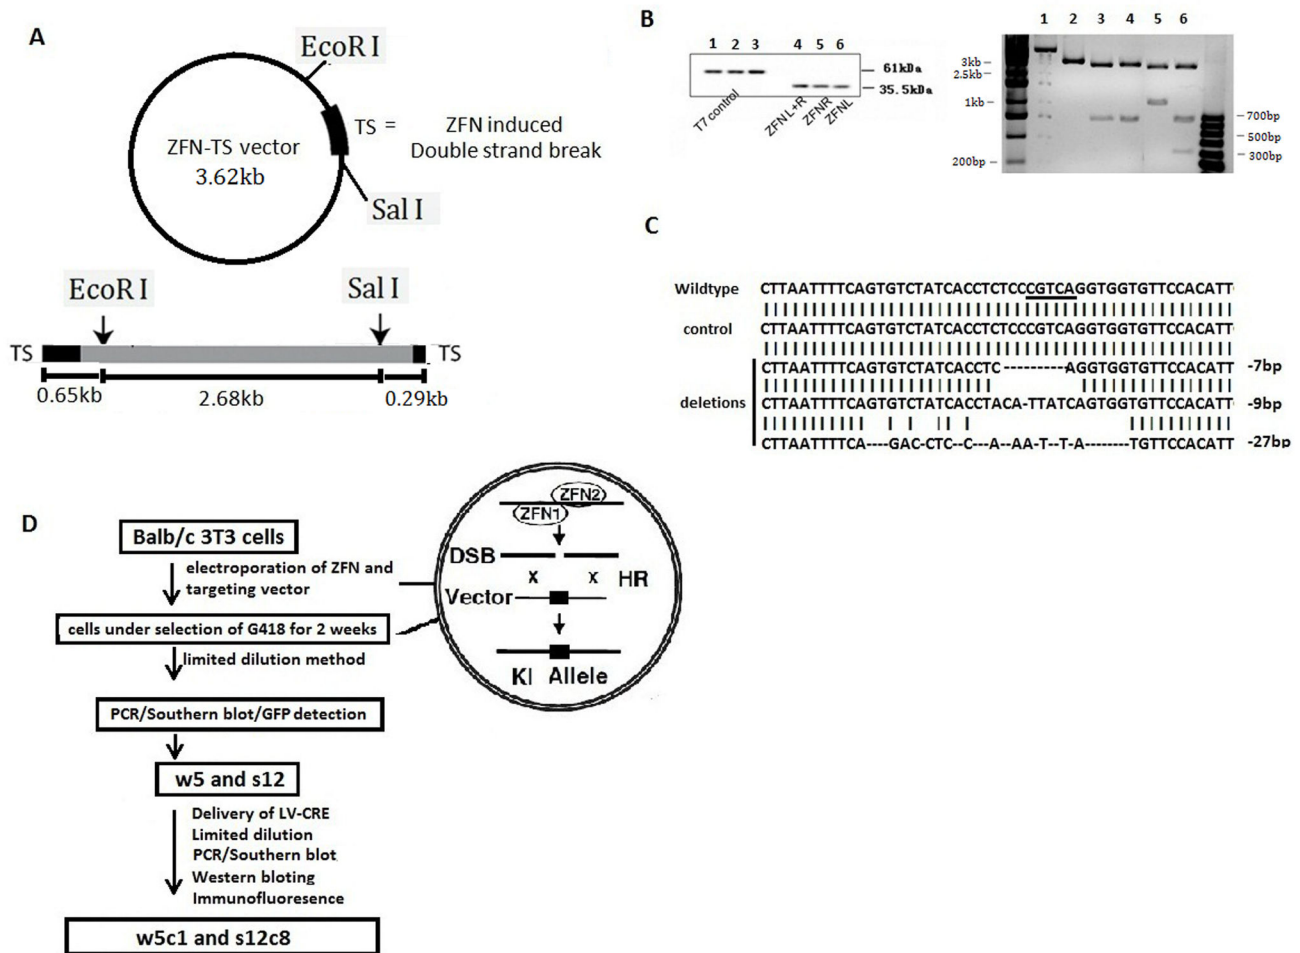 A
EcoR I
ZFN-TS vector
3.62kb
TS =
ZFN induced
Double strand break
Sal I
EcoR I
Sal I
TS
TS
0.65kb
2.68kb
0.29kb
B
1 2 3 4 5 6
61kDa
35.5kDa
T7 control
ZFN L+R
ZFNR
ZFNL
1 2 3 4 5 6
3kb
2.5kb
1kb
200bp
700bp
500bp
300bp
C
Wildtype CTTAATTTTCAGTGTCTATCACCTCTCCCGTCAGGTGGTGTTCCACATT
control CTTAATTTTCAGTGTCTATCACCTCTCCCGTCAGGTGGTGTTCCACATT
CTTAATTTTCAGTGTCTATCACCTC----------AGGTGGTGTTCCACATT -7bp
deletions CTTAATTTTCAGTGTCTATCACCTACA-TTATCAGTGGTGTTCCACATT -9bp
CTTAATTTTCA----GAC-CTC--C---A--AA-T--T-A--------TGTTCCACATT -27bp
D
Balb/c 3T3 cells
electroporation of ZFN and
targeting vector
cells under selection of G418 for 2 weeks
limited dilution method
PCR/Southern blot/GFP detection
w5 and s12
Delivery of LV-CRE
Limited dilution
PCR/Southern blot
Western bloting
Immunofluoresence
w5c1 and s12c8
ZFN2
ZFN1
DSB
x x HR
Vector
KI Allele